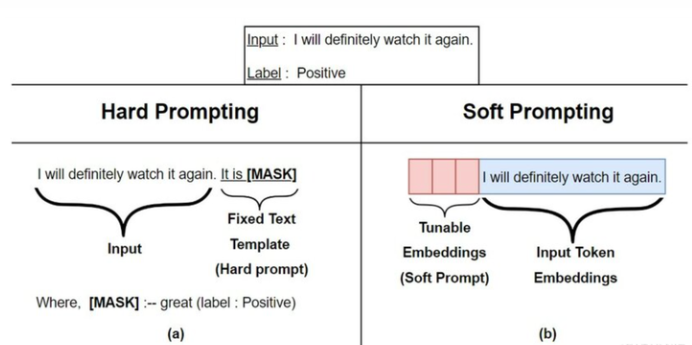 Input : I will definitely watch it again.
Label : Positive
Hard Prompting
Soft Prompting
I will definitely watch it again. It is [MASK]
Input
Fixed Text
Template
(Hard prompt)
Where, [MASK] :-- great (label : Positive)
(a)
I will definitely watch it again.
Tunable
Embeddings
(Soft Prompt)
Input Token
Embeddings
(b)